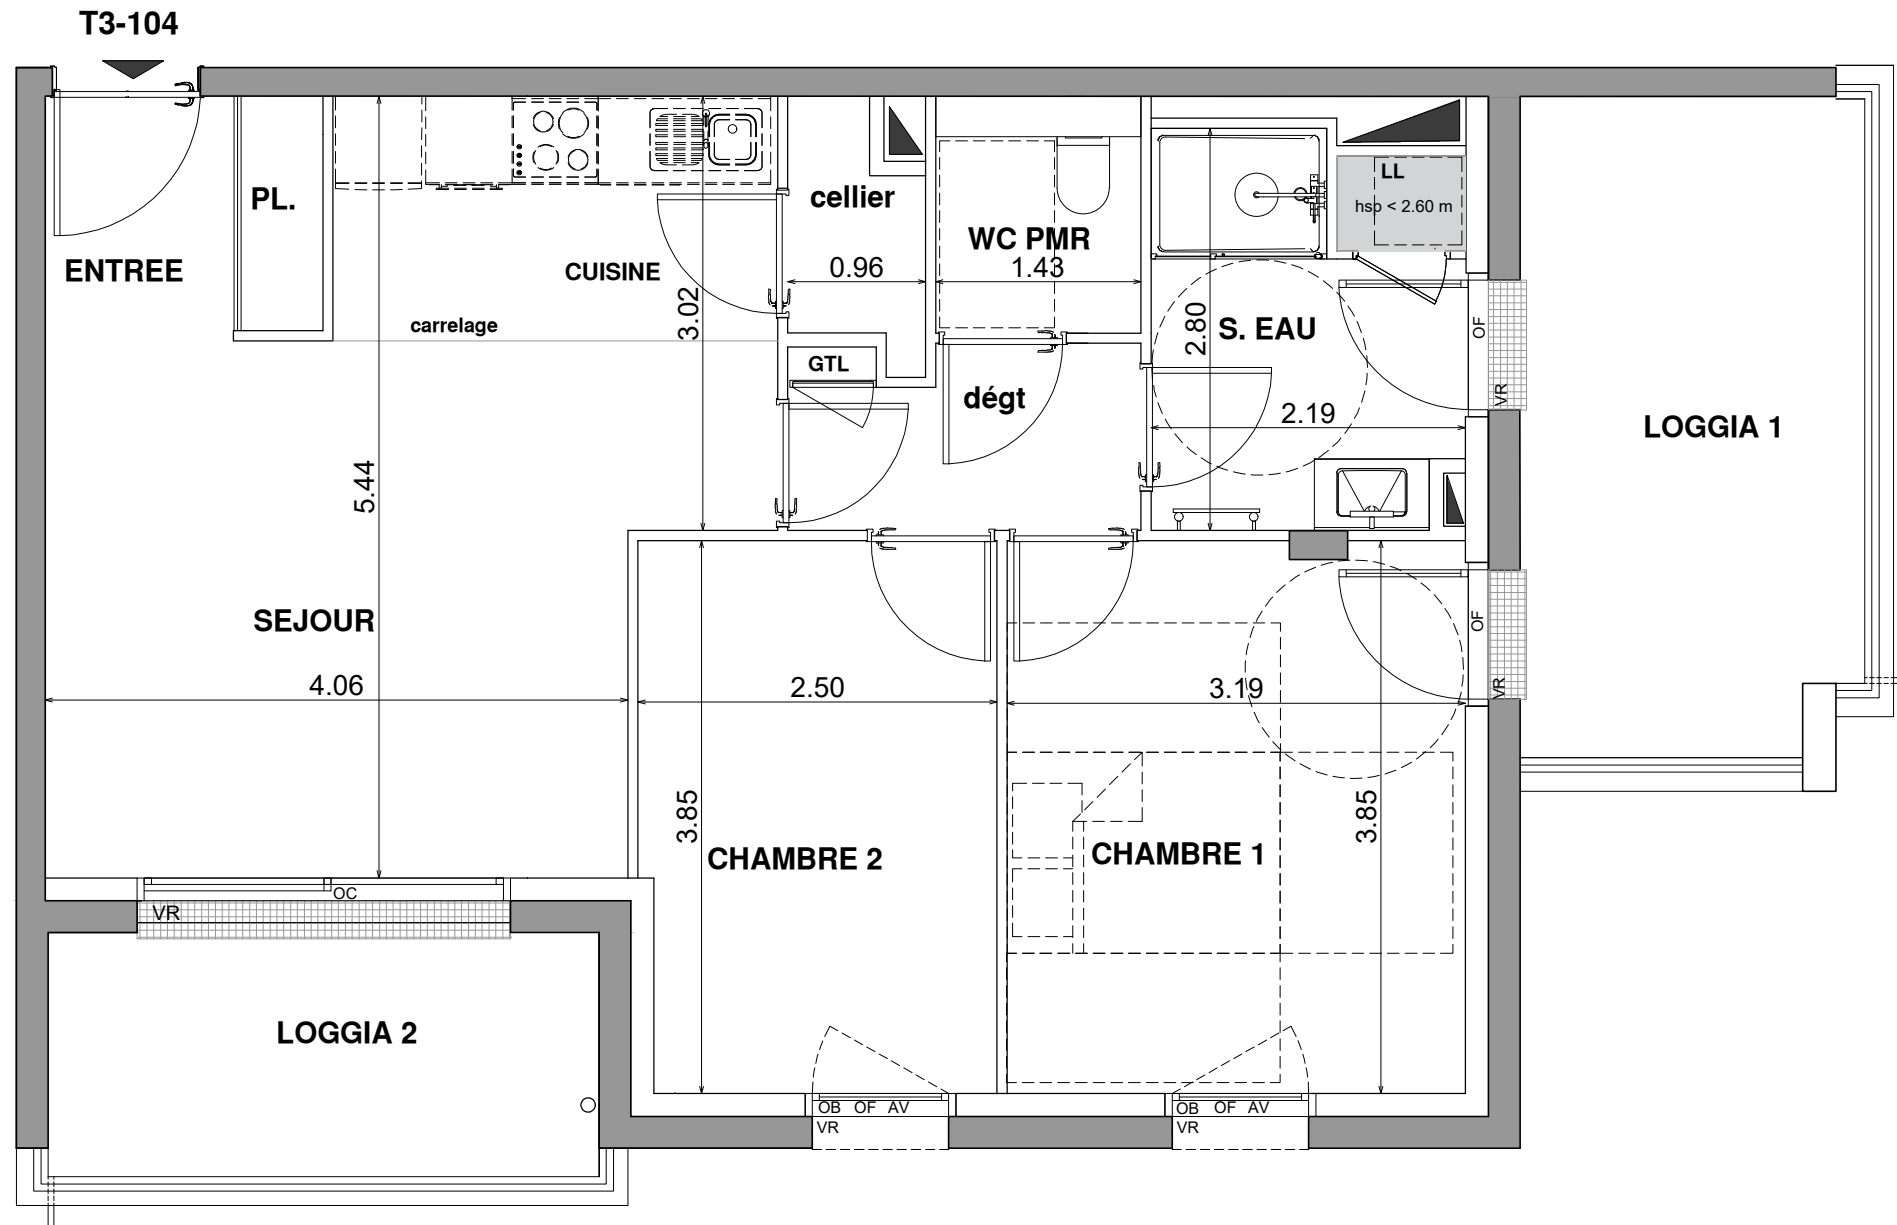 T3-104
PL.
ENTREE
CUISINE
carrelage
3.02
cellier
0.96
WC PMR
1.43
LL
hsp < 2.60 m
S. EAU
2.80
2.19
OF
VR
LOGGIA 1
GTL
dégt
5.44
SEJOUR
4.06
2.50
3.19
OF
VR
3.85
CHAMBRE 2
CHAMBRE 1
3.85
OC
VR
LOGGIA 2
OB OF AV
VR
OB OF AV
VR